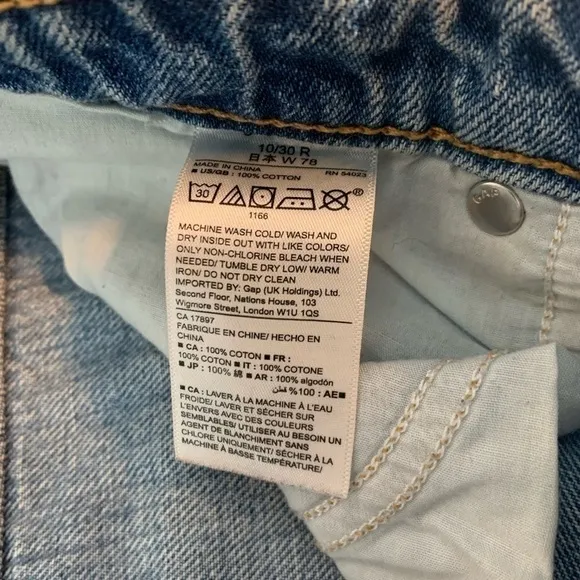 10/30 R
日本 W 78
MADE IN CHINA RN 54023
■ US/GB : 100% COTTON
30
1166
MACHINE WASH COLD/ WASH AND
DRY INSIDE OUT WITH LIKE COLORS/
ONLY NON-CHLORINE BLEACH WHEN
NEEDED/ TUMBLE DRY LOW/ WARM
IRON/ DO NOT DRY CLEAN
IMPORTED BY: Gap (UK Holdings) Ltd.
Second Floor, Nations House, 103
Wigmore Street, London W1U 1QS
CA 17897
FABRIQUE EN CHINE/ HECHO EN
CHINA
■ CA : 100% COTON ■ FR :
100% COTON ■ IT : 100% COTONE
■ JP : 100% 綿 ■ AR : 100% algodón
■ AE: 100% قطن
■ CA : LAVER À LA MACHINE À L'EAU
FROIDE/ LAVER ET SÉCHER SUR
L'ENVERS AVEC DES COULEURS
SEMBLABLES/ UTILISER AU BESOIN UN
AGENT DE BLANCHIMENT SANS
CHLORE UNIQUEMENT/ SÉCHER À LA
MACHINE À BASSE TEMPÉRATURE/
GAP